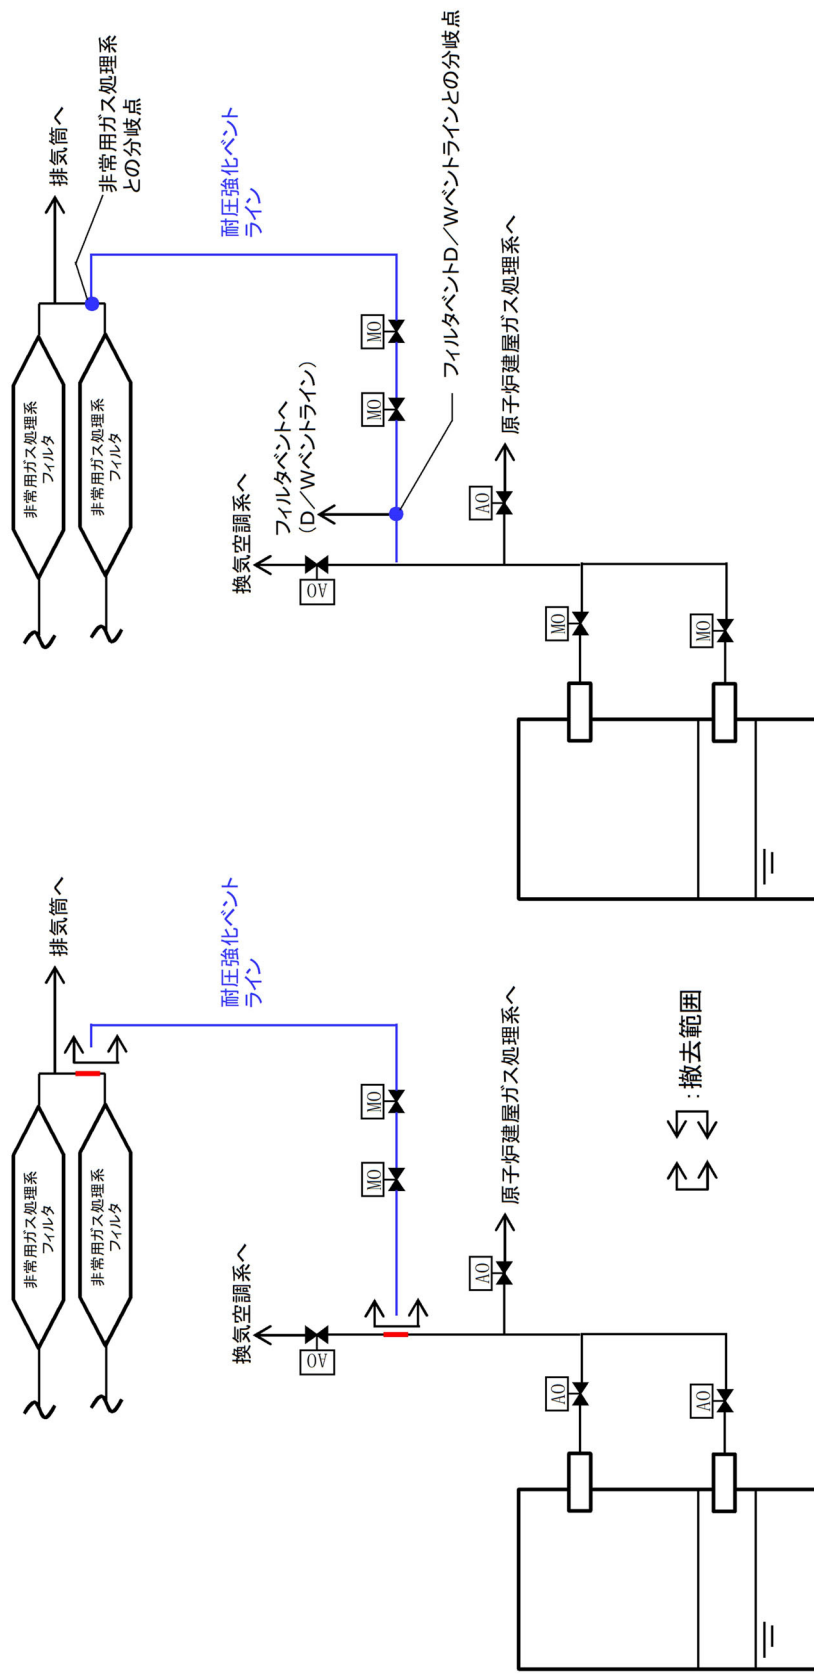 非常用ガス処理系
フィルタ
排気筒へ
非常用ガス処理系
フィルタ
耐圧強化ベント
ライン
換気空調系へ
AO
MO
MO
AO
原子炉建屋ガス処理系へ
AO
AO
:撤去範囲
非常用ガス処理系
フィルタ
排気筒へ
非常用ガス処理系
フィルタ
非常用ガス処理系
との分岐点
耐圧強化ベント
ライン
換気空調系へ
フィルタベントへ
(D/Wベントライン)
AO
MO
MO
フィルタベントD/Wベントラインとの分岐点
AO
原子炉建屋ガス処理系へ
MO
MO